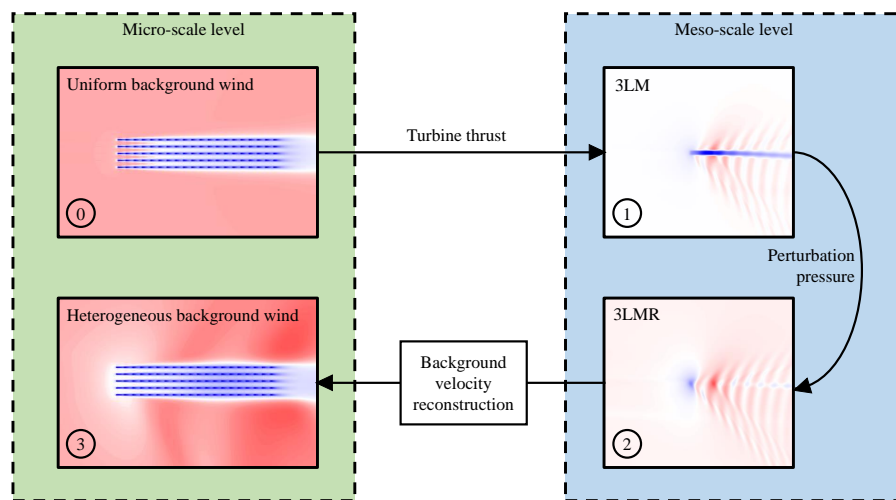 Micro-scale level
Meso-scale level
Uniform background wind
0
Turbine thrust
3LM
1
Perturbation
pressure
3LMR
2
Background
velocity
reconstruction
Heterogeneous background wind
3